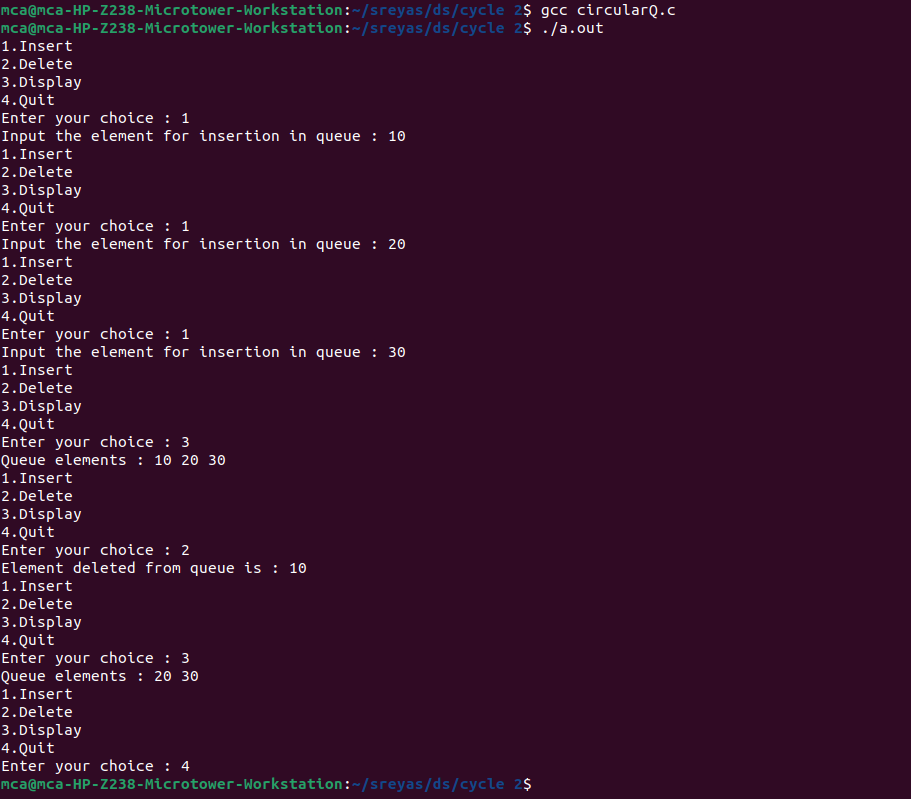 mca@mca-HP-Z238-Microtower-Workstation:~/sreyas/ds/cycle 2$ gcc circularQ.c
mca@mca-HP-Z238-Microtower-Workstation:~/sreyas/ds/cycle 2$ ./a.out
1.Insert
2.Delete
3.Display
4.Quit
Enter your choice : 1
Input the element for insertion in queue : 10
1.Insert
2.Delete
3.Display
4.Quit
Enter your choice : 1
Input the element for insertion in queue : 20
1.Insert
2.Delete
3.Display
4.Quit
Enter your choice : 1
Input the element for insertion in queue : 30
1.Insert
2.Delete
3.Display
4.Quit
Enter your choice : 3
Queue elements : 10 20 30
1.Insert
2.Delete
3.Display
4.Quit
Enter your choice : 2
Element deleted from queue is : 10
1.Insert
2.Delete
3.Display
4.Quit
Enter your choice : 3
Queue elements : 20 30
1.Insert
2.Delete
3.Display
4.Quit
Enter your choice : 4
mca@mca-HP-Z238-Microtower-Workstation:~/sreyas/ds/cycle 2$